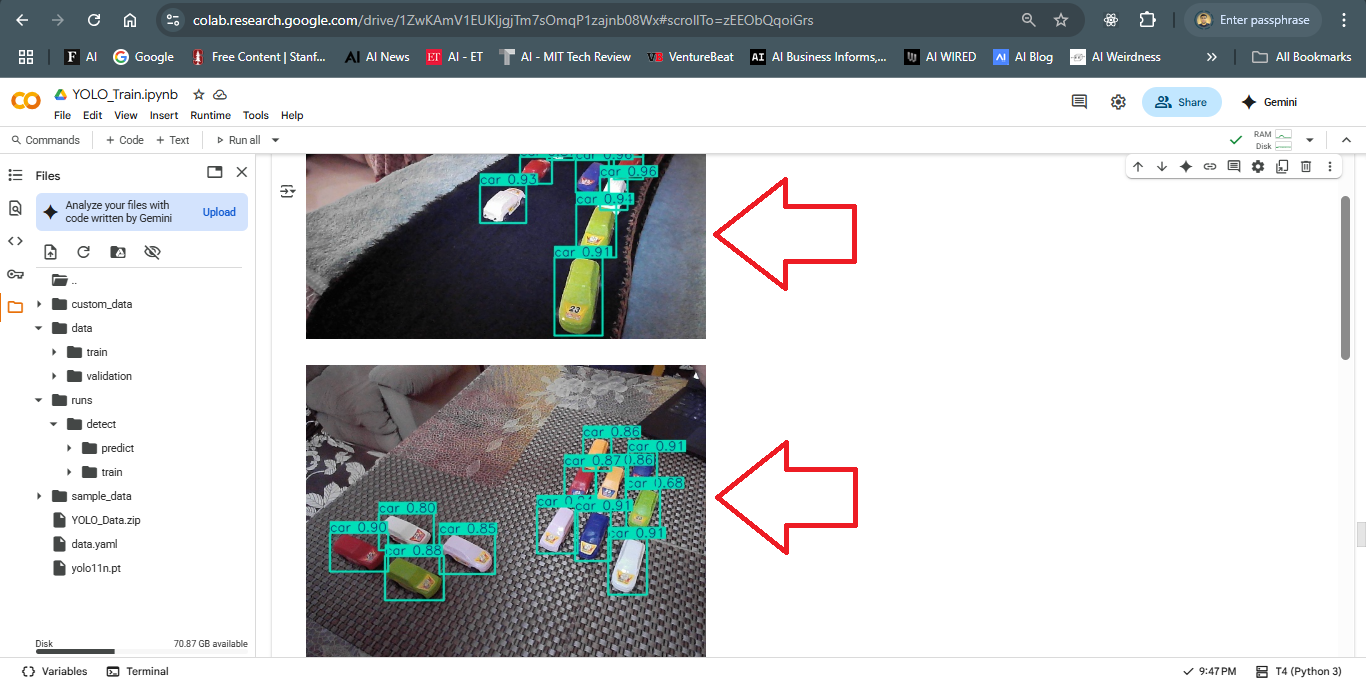 colab.research.google.com/drive/1ZwKAmV1EUKIjgjTm7sOmqP1zajnb08Wx#scrollTo=zEEObQqoiGrs
Enter passphrase
AI
Google
Free Content | Stanf...
AI News
AI - ET
AI - MIT Tech Review
VentureBeat
AI Business Informs,...
AI WIRED
AI Blog
AI Weirdness
All Bookmarks
YOLO_Train.ipynb
File Edit View Insert Runtime Tools Help
Share
Gemini
Commands
+ Code + Text
Run all
RAM
Disk
Files
Analyze your files with
code written by Gemini
Upload
..
custom_data
data
train
validation
runs
detect
predict
train
sample_data
YOLO_Data.zip
data.yaml
yolo11n.pt
Disk
70.87 GB available
car 0.93
car 0.96
car 0.91
23
car 0.86
car 0.91
car 0.87
0.86
car 0.68
car 0.91
car 0.91
car 0.80
car 0.90
car 0.85
car 0.88
Variables
Terminal
9:47 PM
T4 (Python 3)